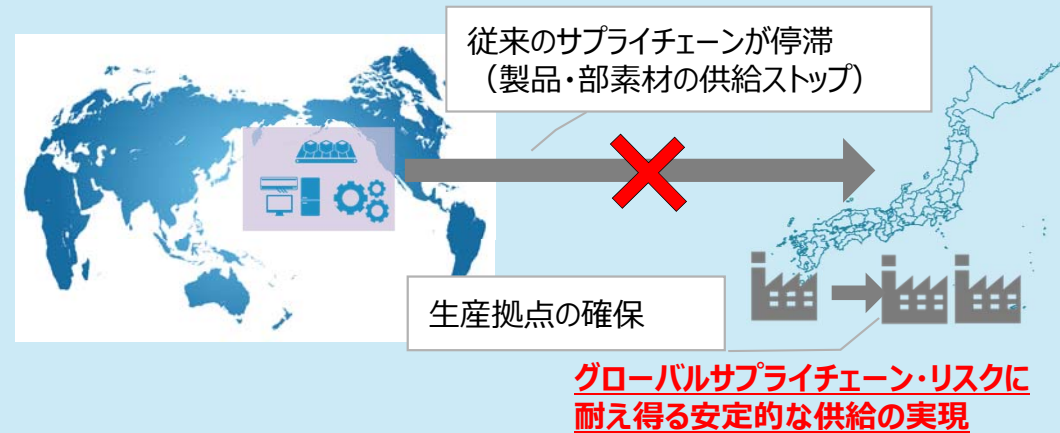 従来のサプライチェーンが停滞
（製品・部素材の供給ストップ）
生産拠点の確保
グローバルサプライチェーン・リスクに
耐え得る安定的な供給の実現